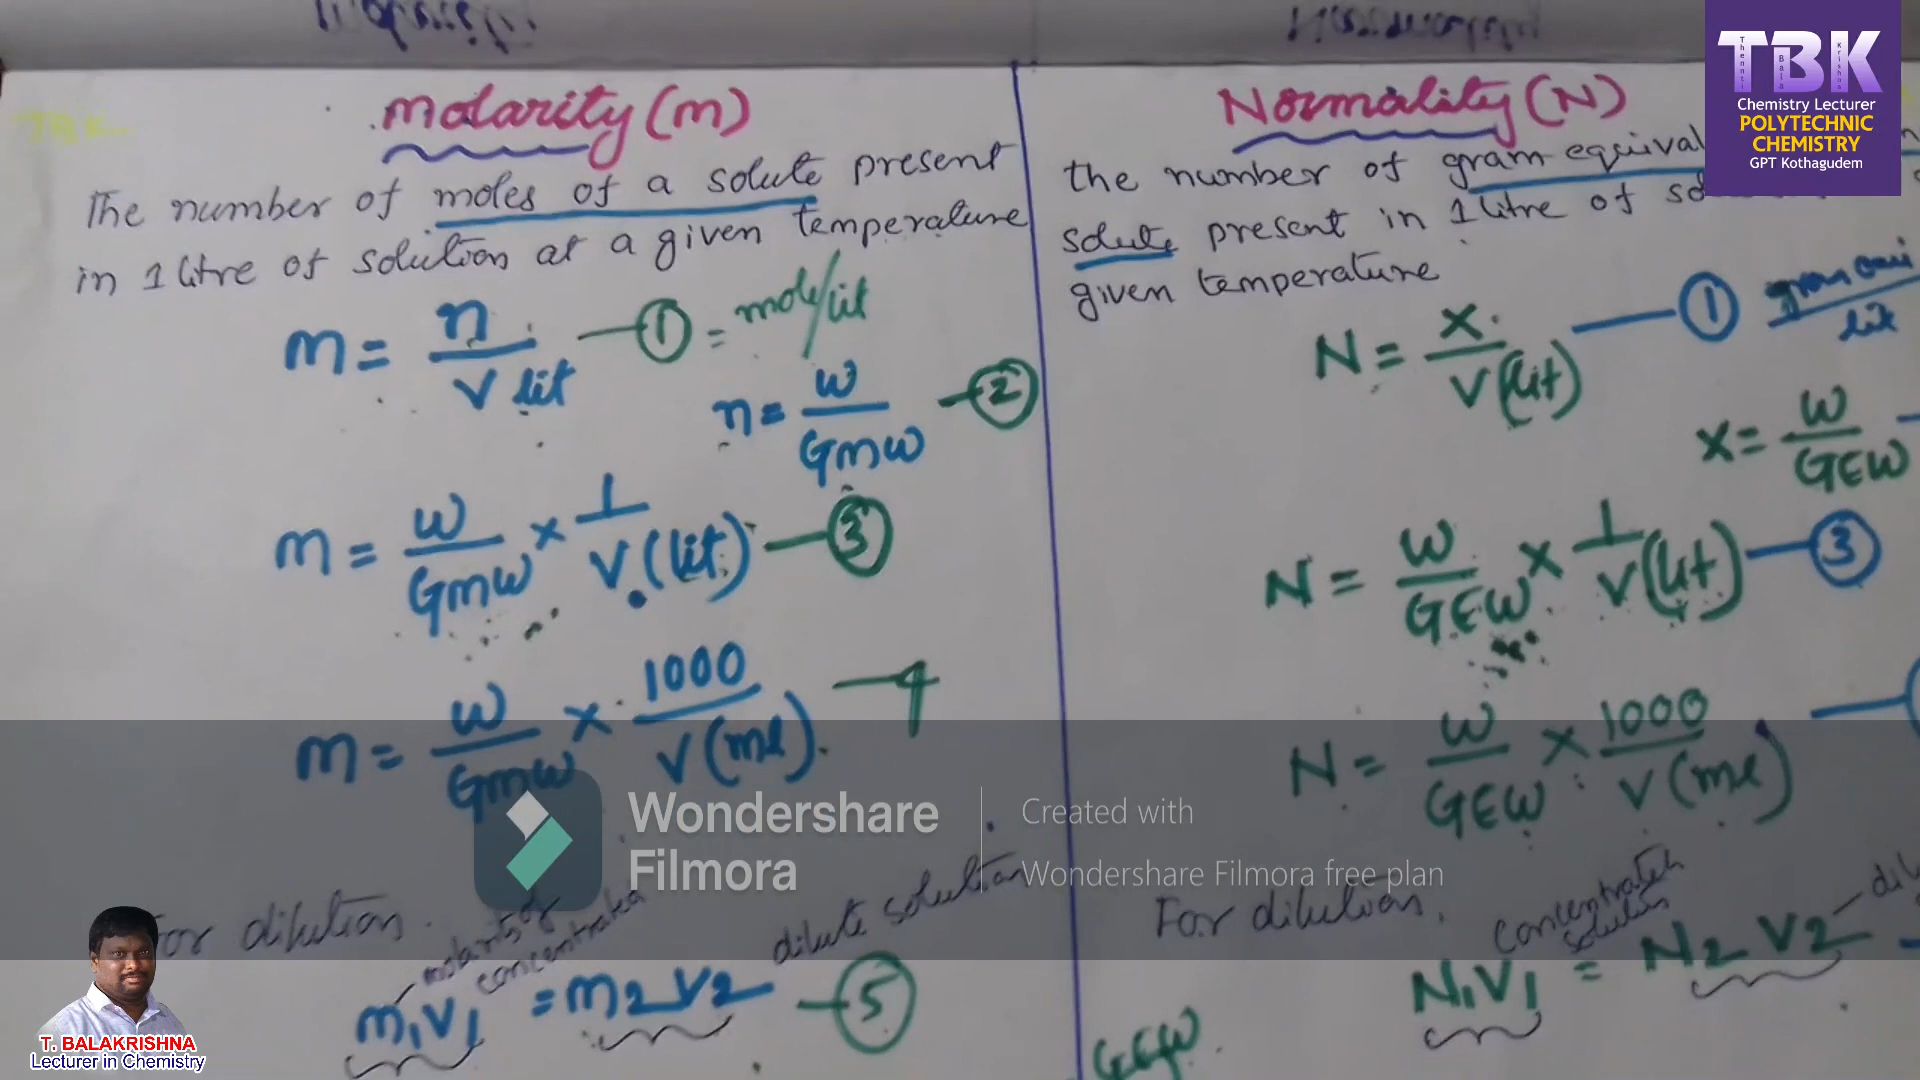 Molarity (m)
The number of moles of a solute present
in 1 litre of solution at a given temperature
m = n / V lit — 1 = mole/lit
n = w / GMW — 2
m = w / GMW × 1 / V (lit) — 3
m = w / GMW × 1000 / V (ml) — 4
For dilution
molarity of
concentrated
dilute solution
m1V1 = m2V2 — 5
Normality (N)
the number of gram equival
solute present in 1 litre of
given temperature
N = x / V (lit) — 1
lit
x = w / GEW
N = w / GEW × 1 / V (lit) — 3
N = w / GEW × 1000 / V (ml)
For dilution,
concentrated
solution
N1V1 = N2V2
GEW
TBK
Chemistry Lecturer
POLYTECHNIC
CHEMISTRY
GPT Kothagudem
Wondershare
Filmora
Created with
Wondershare Filmora free plan
T. BALAKRISHNA
Lecturer in Chemistry